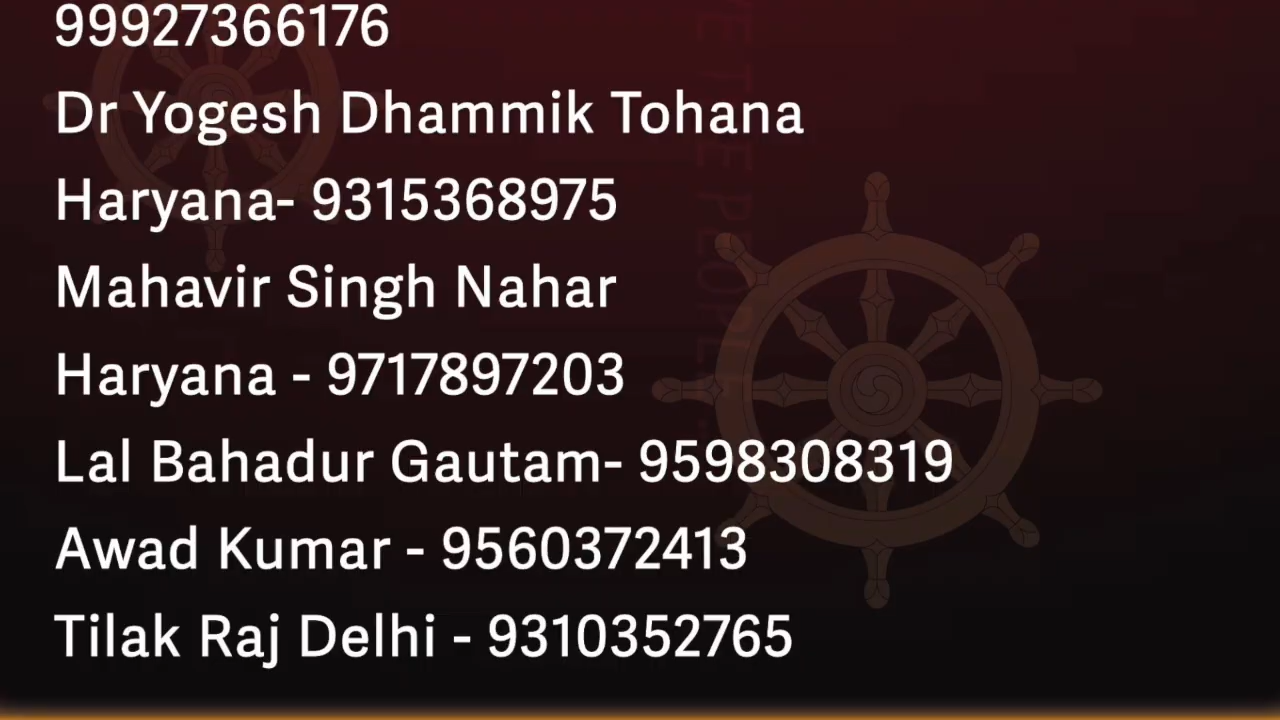 99927366176
Dr Yogesh Dhammik Tohana
Haryana- 9315368975
Mahavir Singh Nahar
Haryana - 9717897203
Lal Bahadur Gautam- 9598308319
Awad Kumar - 9560372413
Tilak Raj Delhi - 9310352765